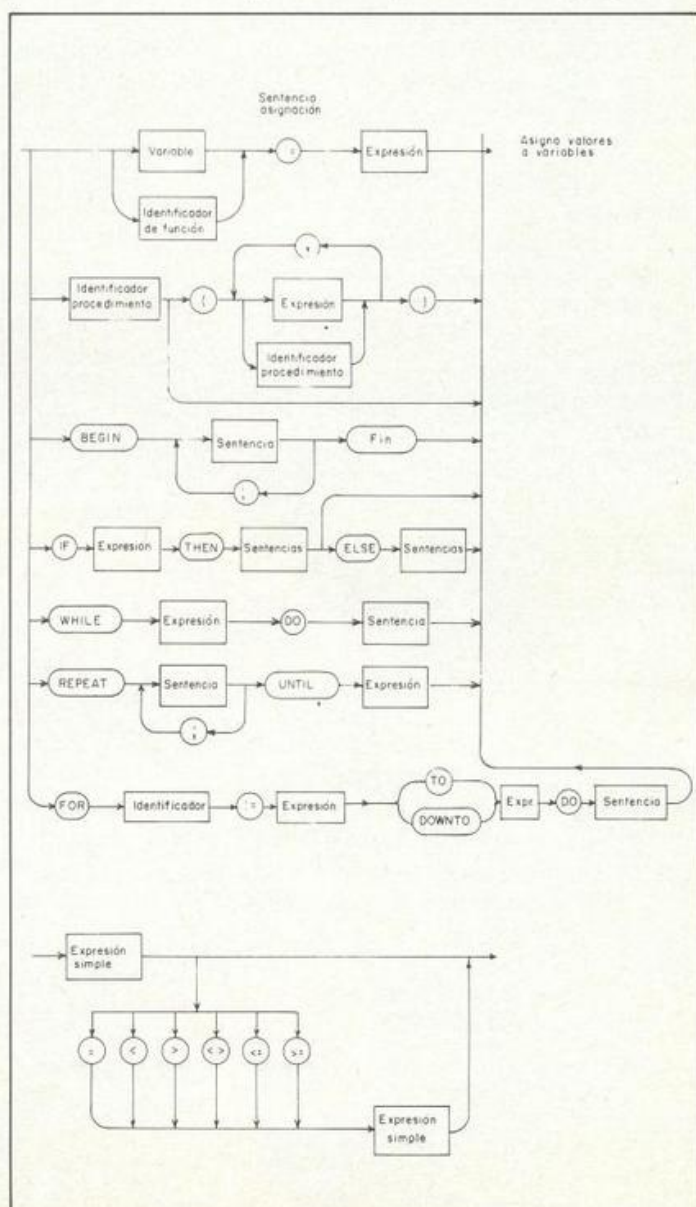 Sentencia
asignación
Variable
:=
Expresión
Asigna valores
a variables
Identificador
de función
,
Identificador
procedimiento
(
Expresión
)
Identificador
procedimiento
BEGIN
Sentencia
Fin
;
IF
Expresión
THEN
Sentencias
ELSE
Sentencias
WHILE
Expresión
DO
Sentencia
REPEAT
Sentencia
UNTIL
Expresión
;
TO
FOR
Identificador
:=
Expresión
Expr.
DO
Sentencia
DOWNTO
Expresión
simple
=
<
>
< >
<=
>=
Expresión
simple